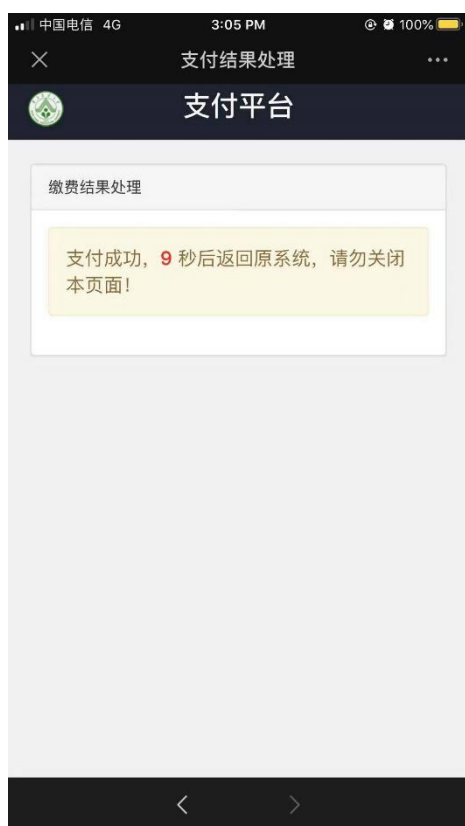 中国电信 4G 3:05 PM 100%
支付结果处理
支付平台
缴费结果处理
支付成功，9 秒后返回原系统，请勿关闭
本页面！